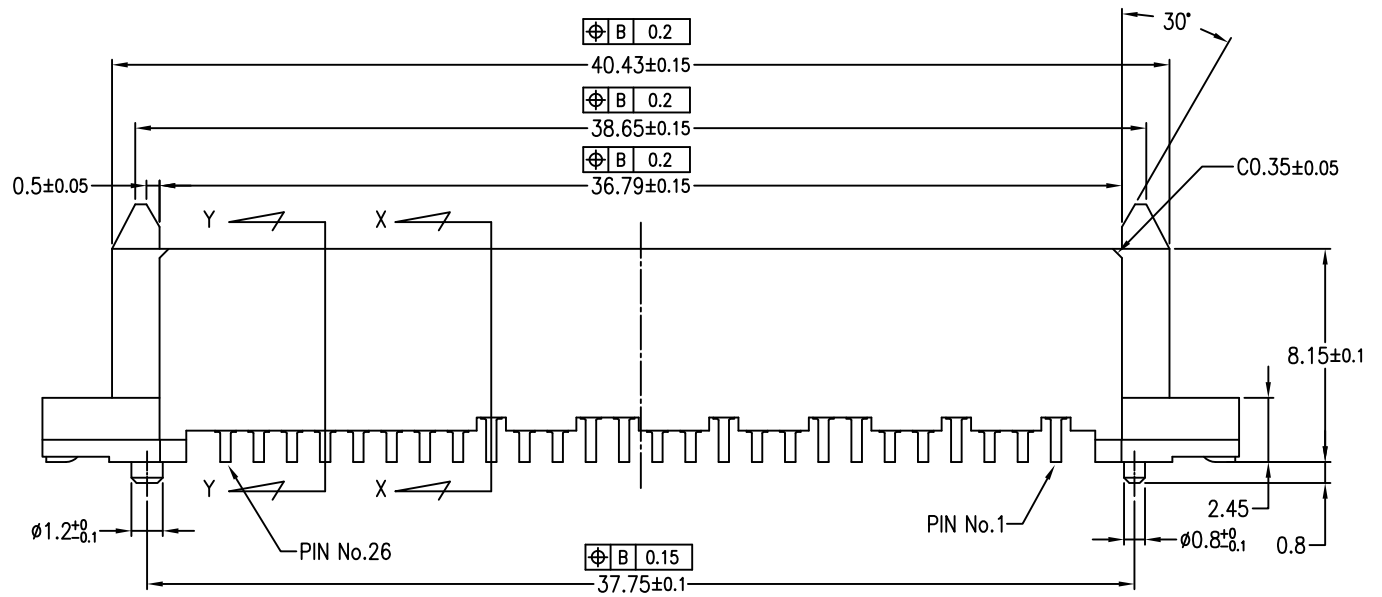 ⌖ B 0.2
30°
40.43±0.15
⌖ B 0.2
38.65±0.15
⌖ B 0.2
0.5±0.05
36.79±0.15
C0.35±0.05
Y
X
8.15±0.1
Y
X
2.45
PIN No.1
ø1.2+0-0.1
ø0.8+0-0.1
0.8
PIN No.26
⌖ B 0.15
37.75±0.1